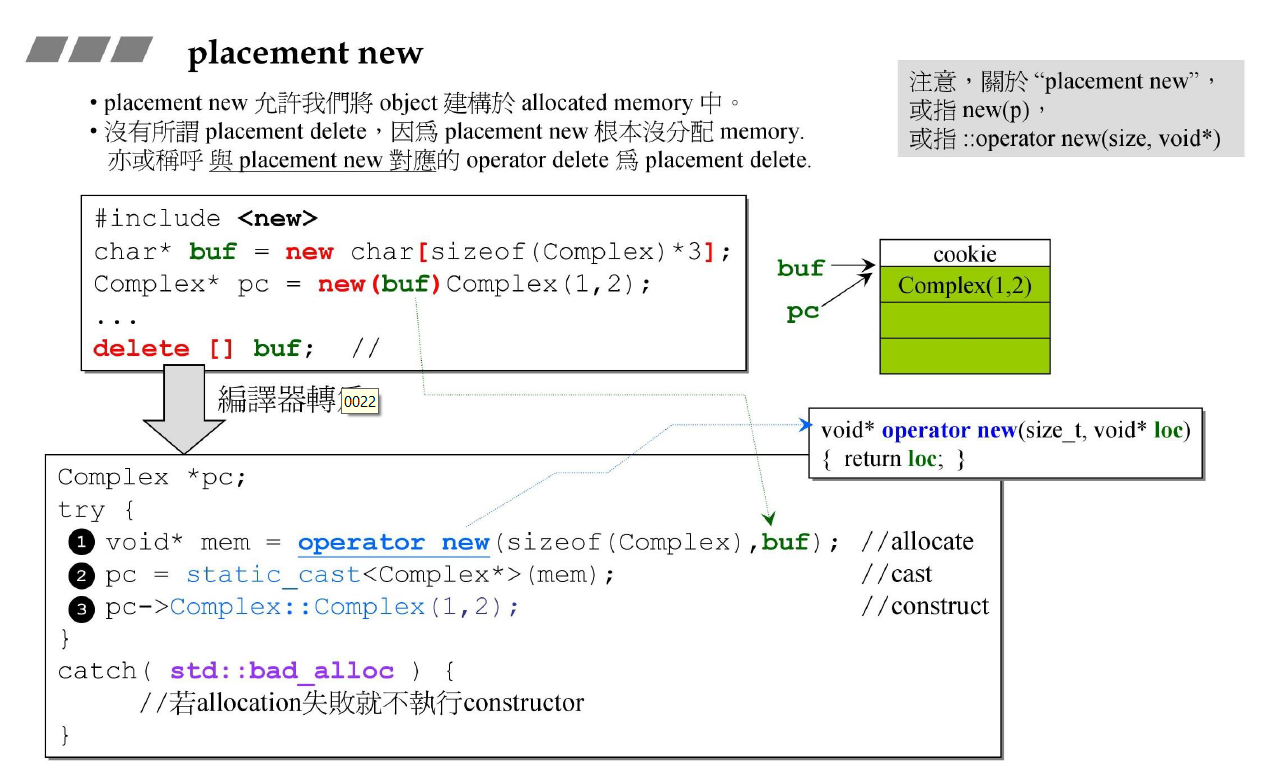 placement new
注意，關於 “placement new”，
或指 new(p)，
或指 ::operator new(size, void*)
• placement new 允許我們將 object 建構於 allocated memory 中。
• 沒有所謂 placement delete，因為 placement new 根本沒分配 memory.
亦或稱呼 與 placement new 對應的 operator delete 為 placement delete.
#include <new>
char* buf = new char[sizeof(Complex)*3];
Complex* pc = new(buf)Complex(1,2);
...
delete [] buf;  //
buf
pc
cookie
Complex(1,2)
編譯器轉
0022
void* operator new(size_t, void* loc)
{ return loc; }
Complex *pc;
try {
1 void* mem = operator new(sizeof(Complex),buf); //allocate
2 pc = static_cast<Complex*>(mem); //cast
3 pc->Complex::Complex(1,2); //construct
}
catch( std::bad_alloc ) {
//若allocation失敗就不執行constructor
}